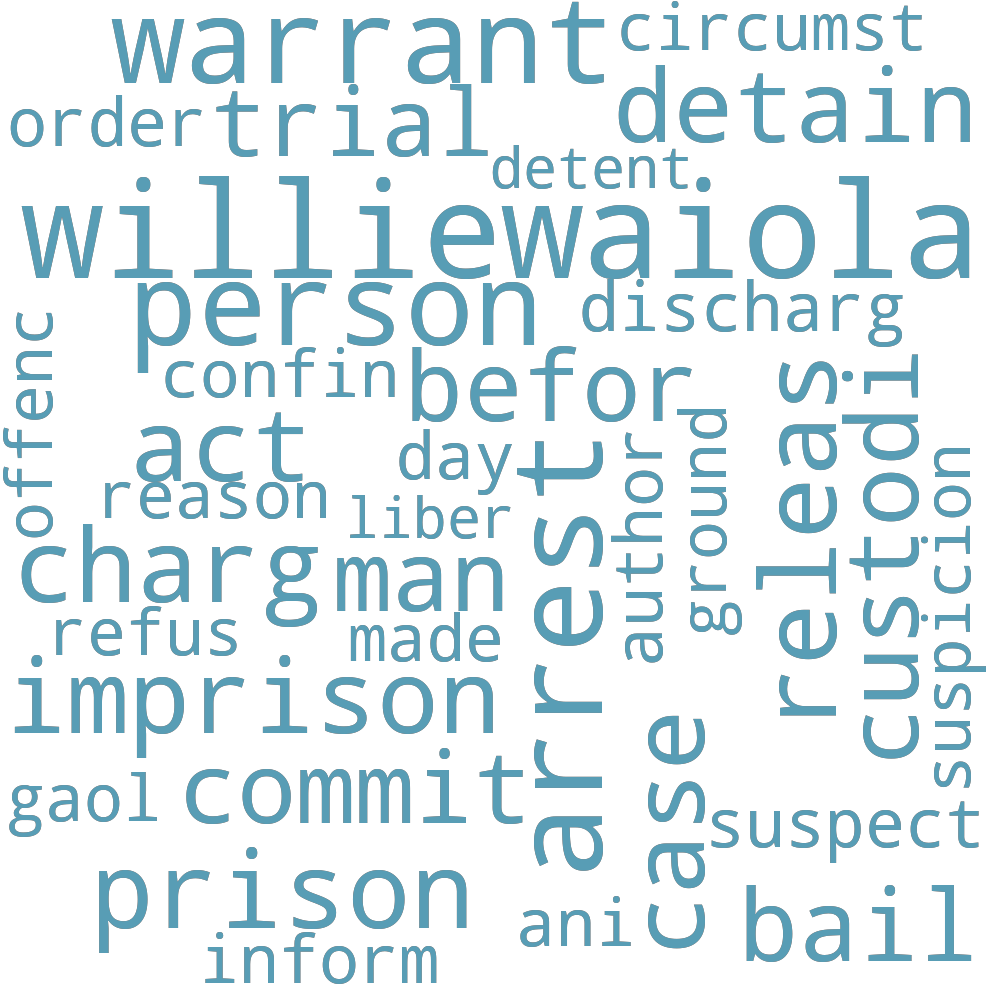 warrant
circumst
order
trial
detain
detent
williewaiola
person
discharg
offenc
confin
befor
releas
custodi
act
day
arrest
author
ground
suspicion
reason
liber
charg
man
refus
made
imprison
case
gaol
commit
suspect
prison
ani
bail
inform